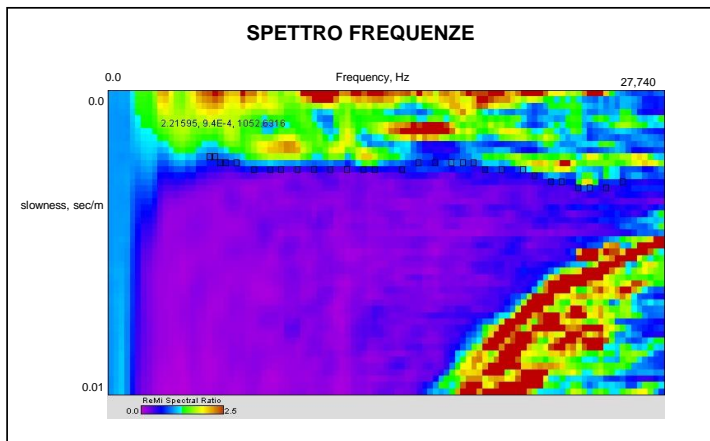 SPETTRO FREQUENZE
0.0 Frequency, Hz 27,740
0.0
2.21595, 9.4E-4, 1052.6316
slowness, sec/m
0.01
ReMi Spectral Ratio
0.0 2.5